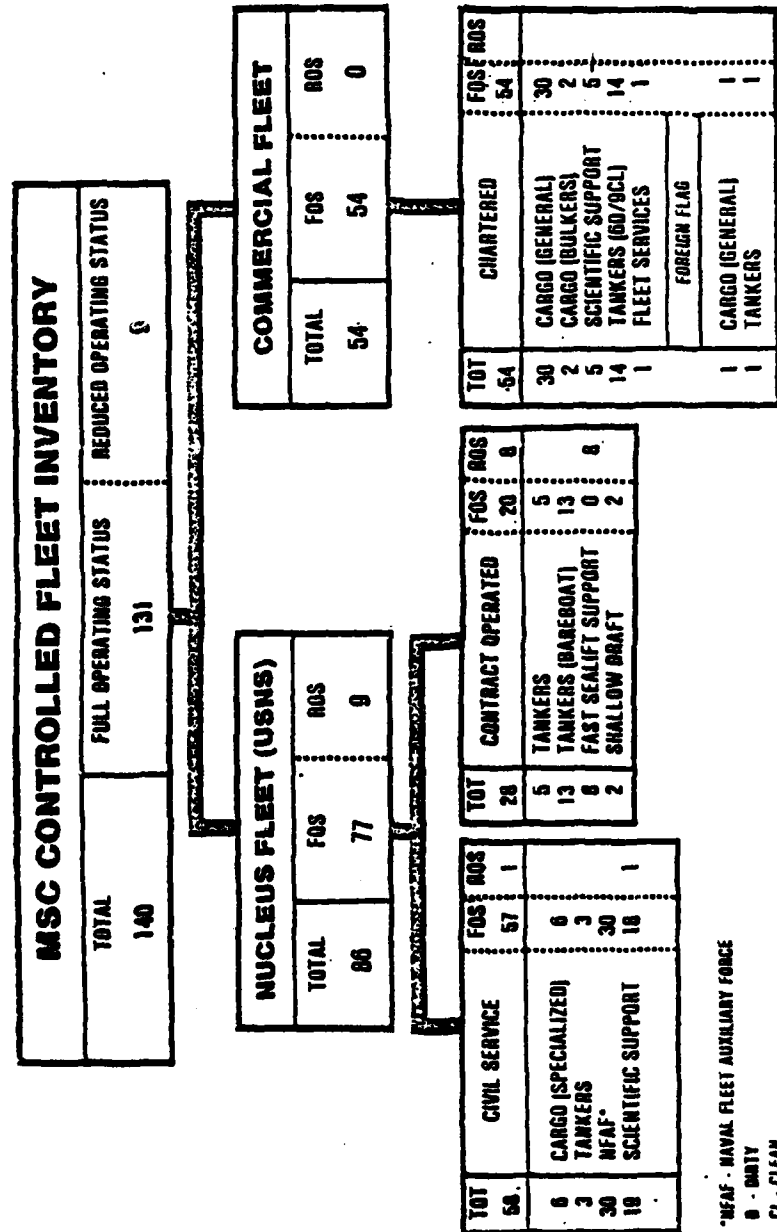 MSC CONTROLLED FLEET INVENTORY
TOTAL FULL OPERATING STATUS REDUCED OPERATING STATUS
140 131
NUCLEUS FLEET (USNS)
TOTAL FOS ROS
86 77 9
COMMERCIAL FLEET
TOTAL FOS ROS
54 54 0
TOT CIVIL SERVICE FOS ROS
58 57 1
6 CARGO (SPECIALIZED) 6
3 TANKERS 3
30 NFAF* 30
19 SCIENTIFIC SUPPORT 18 1
TOT CONTRACT OPERATED FOS ROS
28 20 8
5 TANKERS 5
13 TANKERS (BAREBOAT) 13
8 FAST SEALIFT SUPPORT 0 8
2 SHALLOW DRAFT 2
TOT CHARTERED FOS ROS
54 54
30 CARGO (GENERAL) 30
2 CARGO (BULKERS) 2
5 SCIENTIFIC SUPPORT 5
14 TANKERS (6D/9CL) 14
1 FLEET SERVICES 1
FOREIGN FLAG
1 CARGO (GENERAL) 1
1 TANKERS 1
*NFAF - NAVAL FLEET AUXILIARY FORCE
D - DIRTY
CL - CLEAN